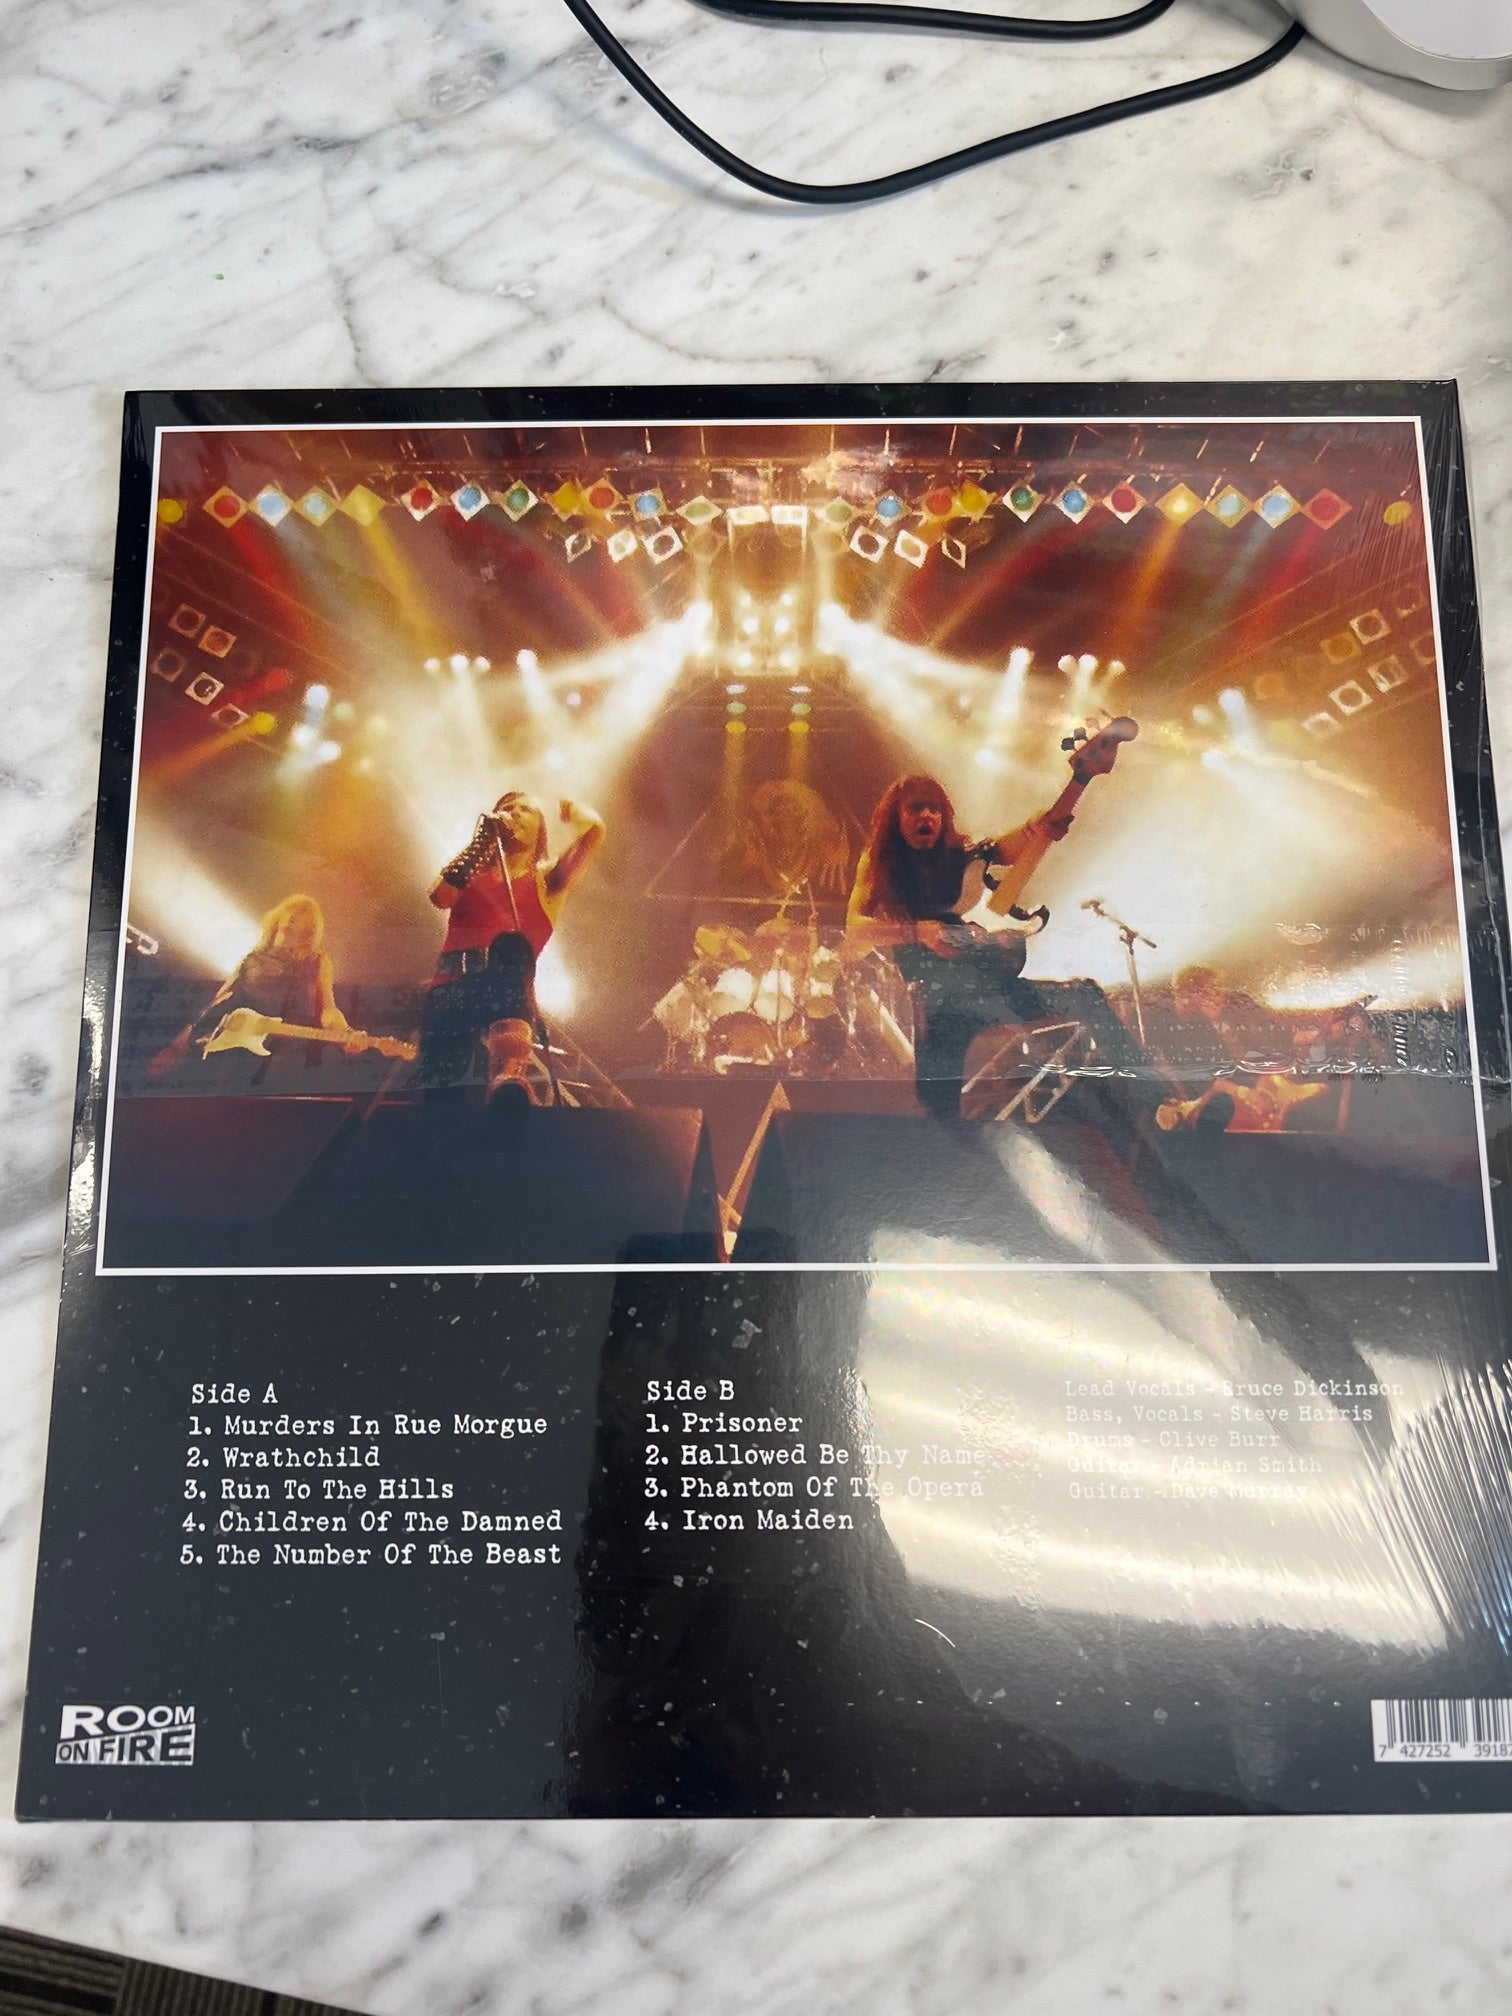 Side A
1. Murders In Rue Morgue
2. Wrathchild
3. Run To The Hills
4. Children Of The Damned
5. The Number Of The Beast
Side B
1. Prisoner
2. Hallowed Be Thy Name
3. Phantom Of The Opera
4. Iron Maiden
Lead Vocals - Bruce Dickinson
Bass, Vocals - Steve Harris
Drums - Clive Burr
Guitar - Adrian Smith
Guitar - Dave Murray
ROOM
ON FIRE
7 427252 39182